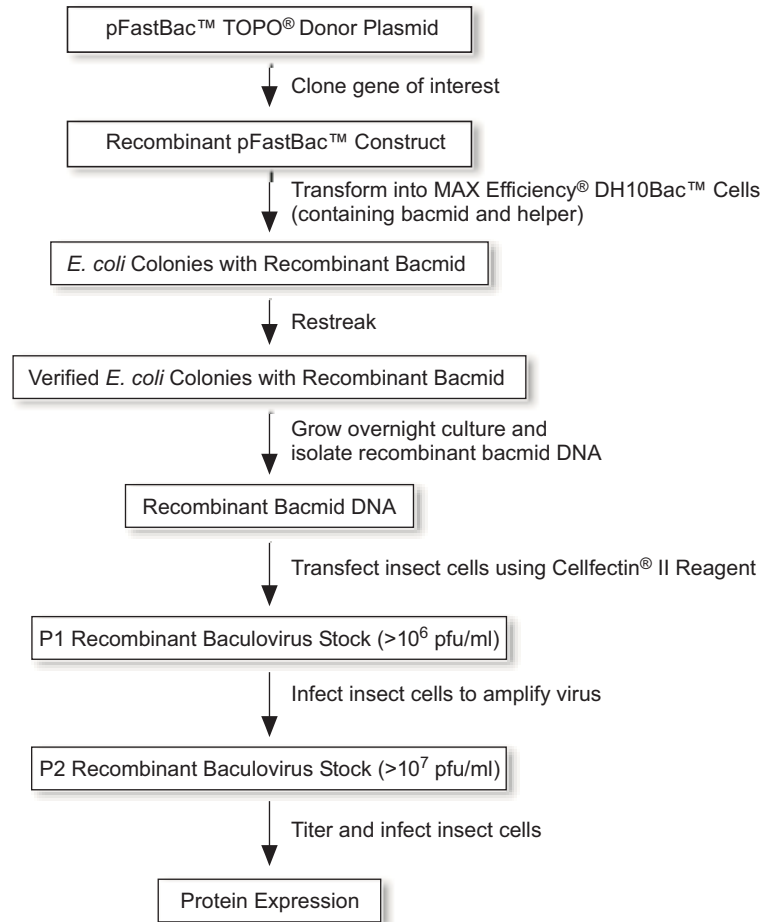 pFastBac™ TOPO® Donor Plasmid
Clone gene of interest
Recombinant pFastBac™ Construct
Transform into MAX Efficiency® DH10Bac™ Cells
(containing bacmid and helper)
E. coli Colonies with Recombinant Bacmid
Restreak
Verified E. coli Colonies with Recombinant Bacmid
Grow overnight culture and
isolate recombinant bacmid DNA
Recombinant Bacmid DNA
Transfect insect cells using Cellfectin® II Reagent
P1 Recombinant Baculovirus Stock (>10⁶ pfu/ml)
Infect insect cells to amplify virus
P2 Recombinant Baculovirus Stock (>10⁷ pfu/ml)
Titer and infect insect cells
Protein Expression